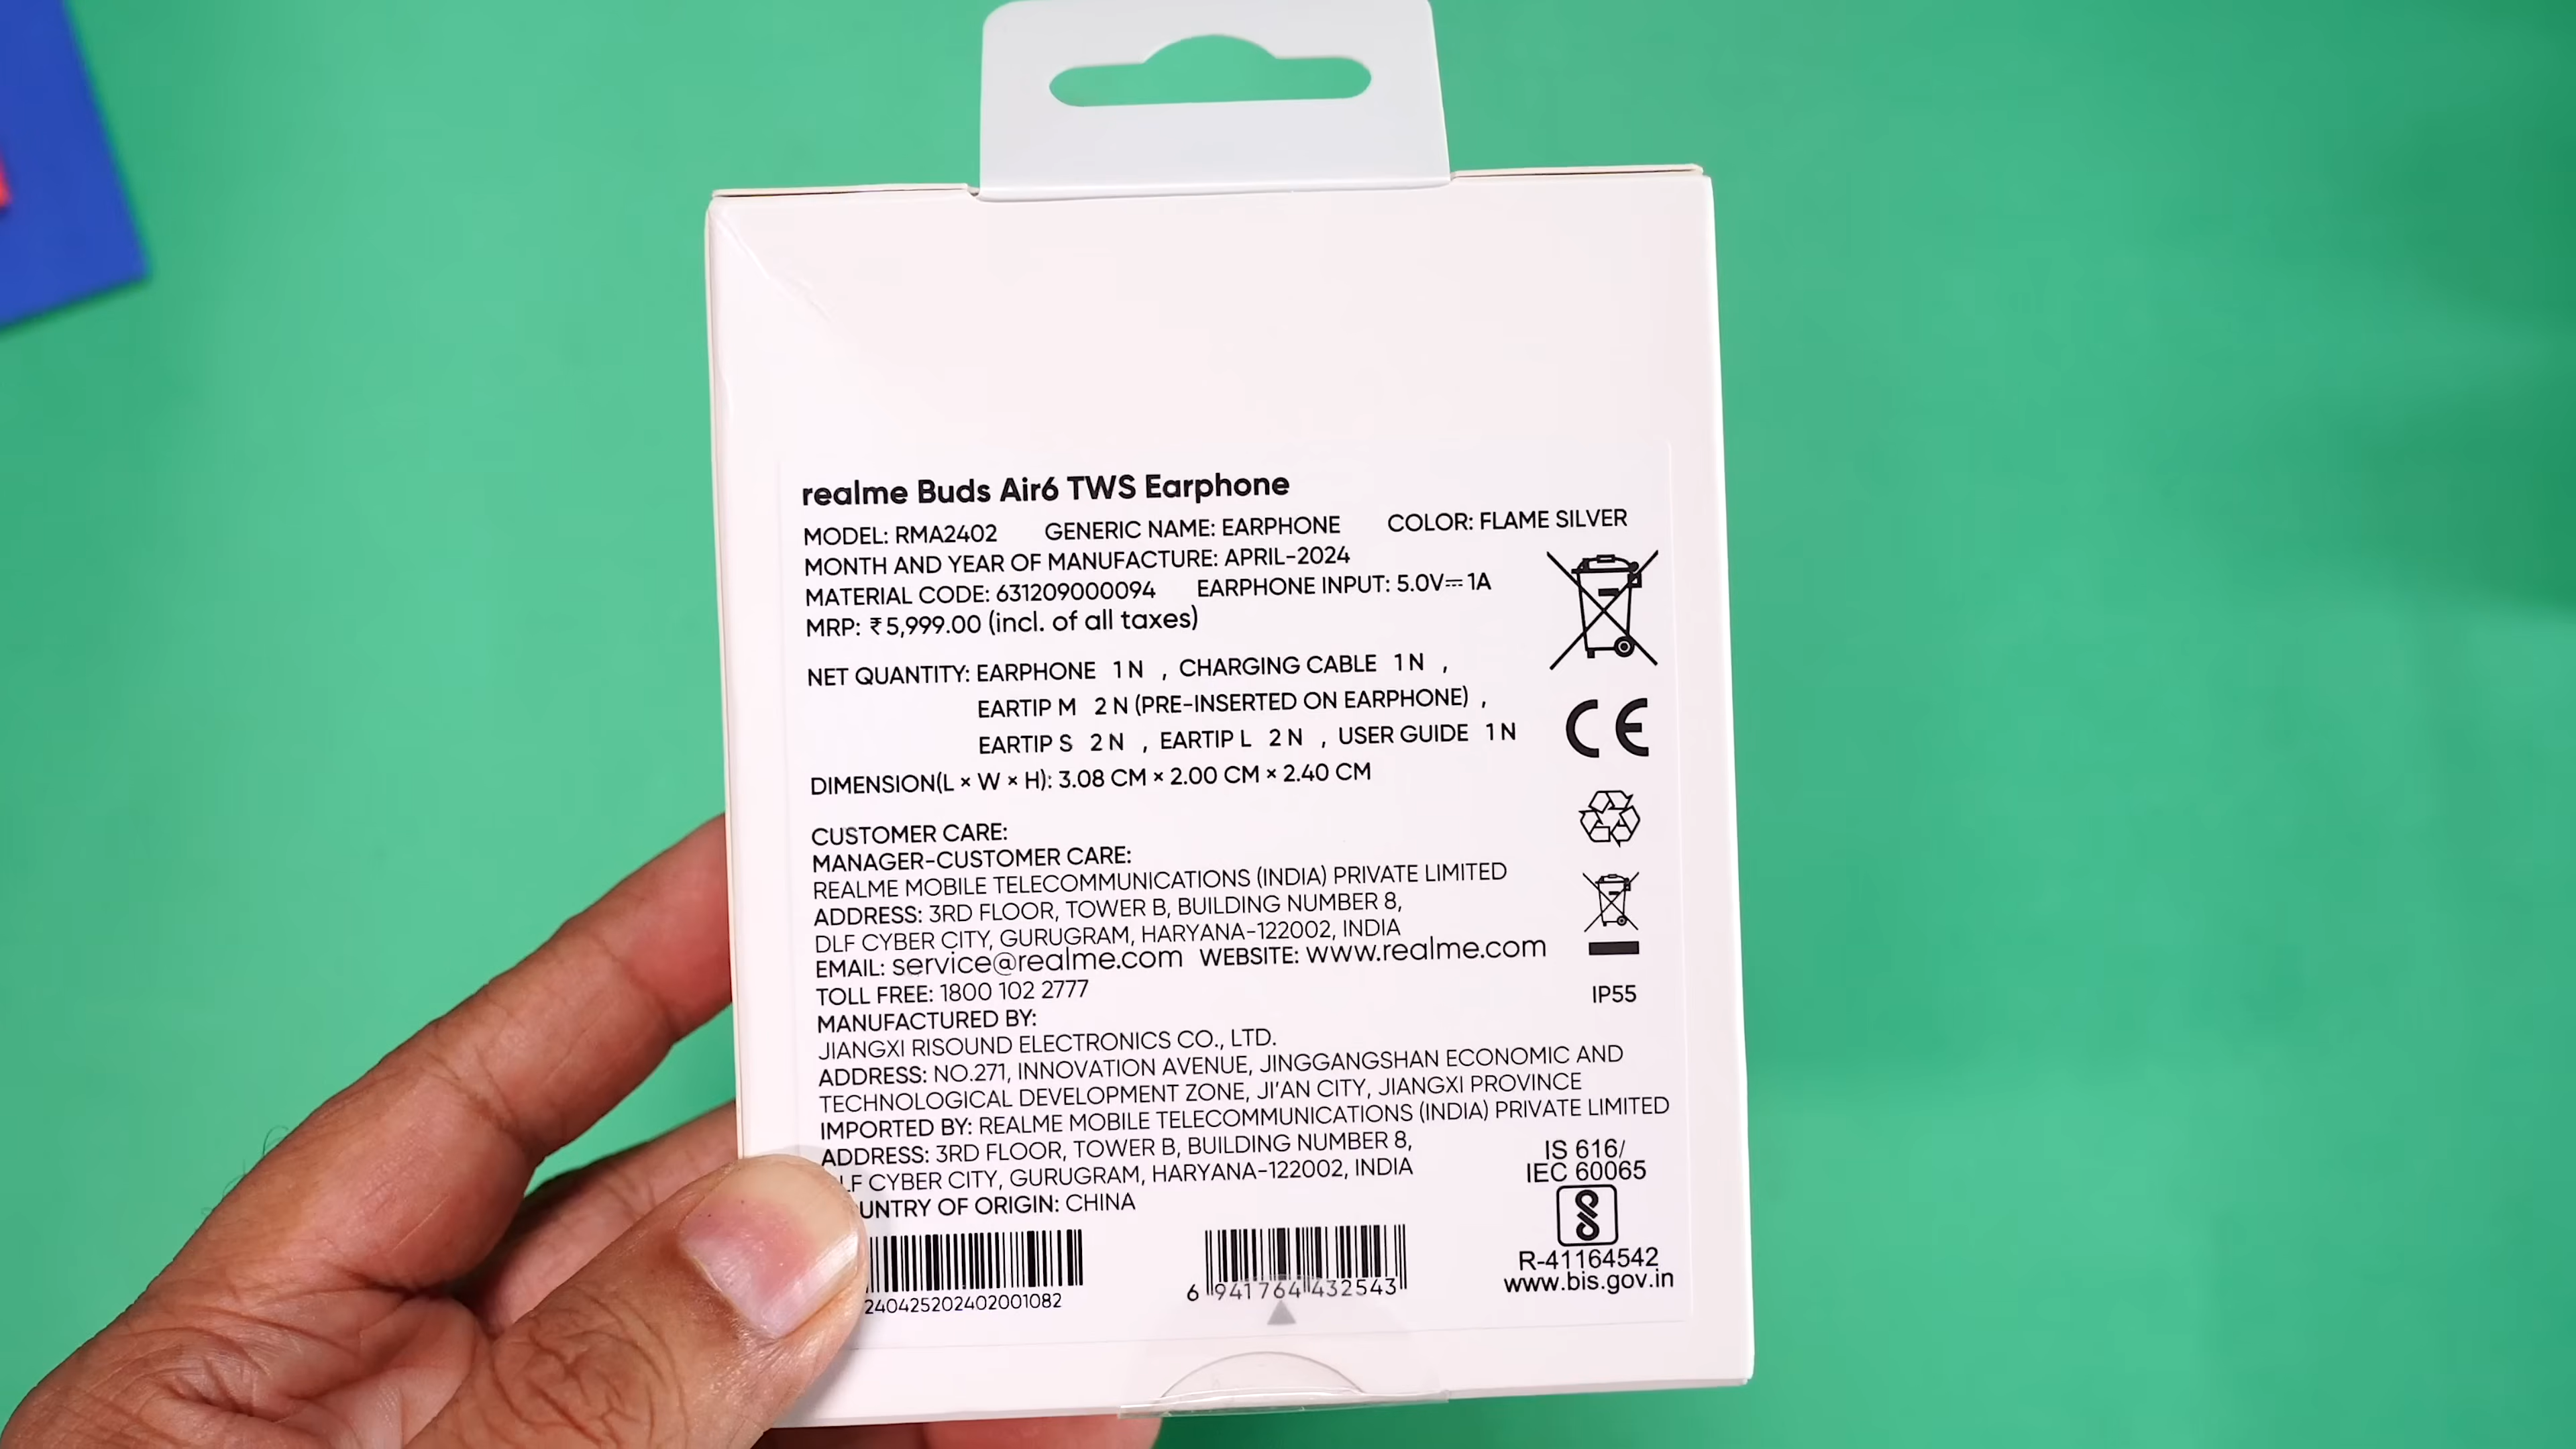 realme Buds Air6 TWS Earphone
MODEL: RMA2402 GENERIC NAME: EARPHONE COLOR: FLAME SILVER
MONTH AND YEAR OF MANUFACTURE: APRIL-2024
MATERIAL CODE: 631209000094 EARPHONE INPUT: 5.0V⎓1A
MRP: ₹5,999.00 (incl. of all taxes)
NET QUANTITY: EARPHONE 1 N , CHARGING CABLE 1 N ,
EARTIP M 2 N (PRE-INSERTED ON EARPHONE) ,
EARTIP S 2 N , EARTIP L 2 N , USER GUIDE 1 N
DIMENSION(L × W × H): 3.08 CM × 2.00 CM × 2.40 CM
CE
CUSTOMER CARE:
MANAGER-CUSTOMER CARE:
REALME MOBILE TELECOMMUNICATIONS (INDIA) PRIVATE LIMITED
ADDRESS: 3RD FLOOR, TOWER B, BUILDING NUMBER 8,
DLF CYBER CITY, GURUGRAM, HARYANA-122002, INDIA
EMAIL: service@realme.com WEBSITE: www.realme.com
TOLL FREE: 1800 102 2777
IP55
MANUFACTURED BY:
JIANGXI RISOUND ELECTRONICS CO., LTD.
ADDRESS: NO.271, INNOVATION AVENUE, JINGGANGSHAN ECONOMIC AND
TECHNOLOGICAL DEVELOPMENT ZONE, JI'AN CITY, JIANGXI PROVINCE
IMPORTED BY: REALME MOBILE TELECOMMUNICATIONS (INDIA) PRIVATE LIMITED
ADDRESS: 3RD FLOOR, TOWER B, BUILDING NUMBER 8,
LF CYBER CITY, GURUGRAM, HARYANA-122002, INDIA
UNTRY OF ORIGIN: CHINA
240425202402001082
6 941764 432543
IS 616/
IEC 60065
R-41164542
www.bis.gov.in